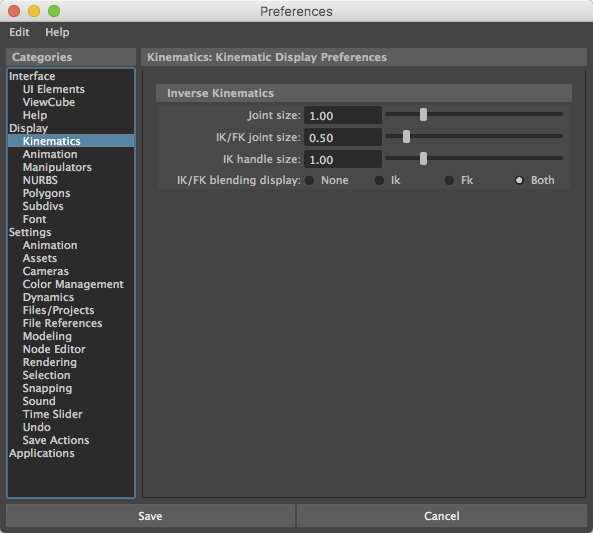 Preferences
Edit Help
Categories
Interface
UI Elements
ViewCube
Help
Display
Kinematics
Animation
Manipulators
NURBS
Polygons
Subdivs
Font
Settings
Animation
Assets
Cameras
Color Management
Dynamics
Files/Projects
File References
Modeling
Node Editor
Rendering
Selection
Snapping
Sound
Time Slider
Undo
Save Actions
Applications
Kinematics: Kinematic Display Preferences
Inverse Kinematics
Joint size: 1.00
IK/FK joint size: 0.50
IK handle size: 1.00
IK/FK blending display: None Ik Fk Both
Save Cancel